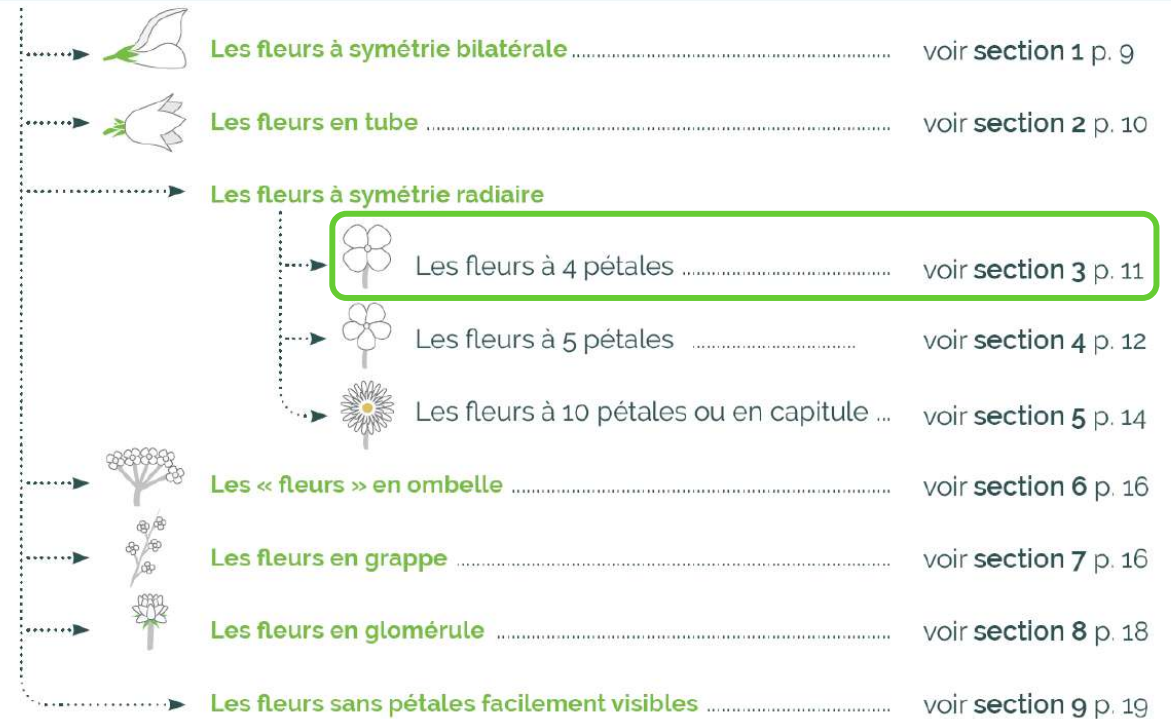 Les fleurs à symétrie bilatérale ........................ voir section 1 p. 9
Les fleurs en tube ........................ voir section 2 p. 10
Les fleurs à symétrie radiaire
Les fleurs à 4 pétales ........................ voir section 3 p. 11
Les fleurs à 5 pétales ........................ voir section 4 p. 12
Les fleurs à 10 pétales ou en capitule ... voir section 5 p. 14
Les « fleurs » en ombelle ........................ voir section 6 p. 16
Les fleurs en grappe ........................ voir section 7 p. 16
Les fleurs en glomérule ........................ voir section 8 p. 18
Les fleurs sans pétales facilement visibles ........................ voir section 9 p. 19